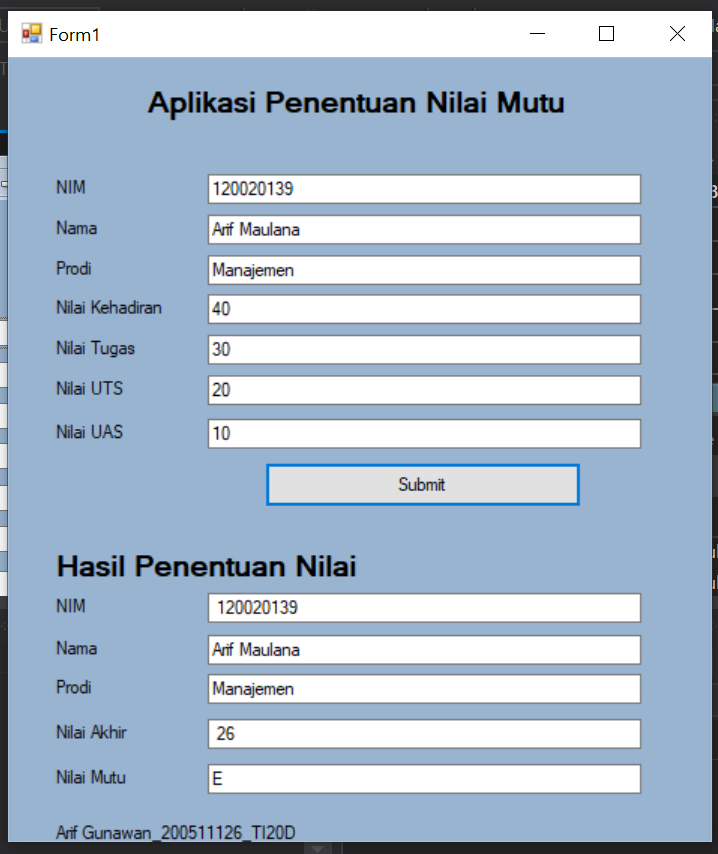 Form1
Aplikasi Penentuan Nilai Mutu
NIM 120020139
Nama Arif Maulana
Prodi Manajemen
Nilai Kehadiran 40
Nilai Tugas 30
Nilai UTS 20
Nilai UAS 10
Submit
Hasil Penentuan Nilai
NIM 120020139
Nama Arif Maulana
Prodi Manajemen
Nilai Akhir 26
Nilai Mutu E
Arif Gunawan_200511126_TI20D